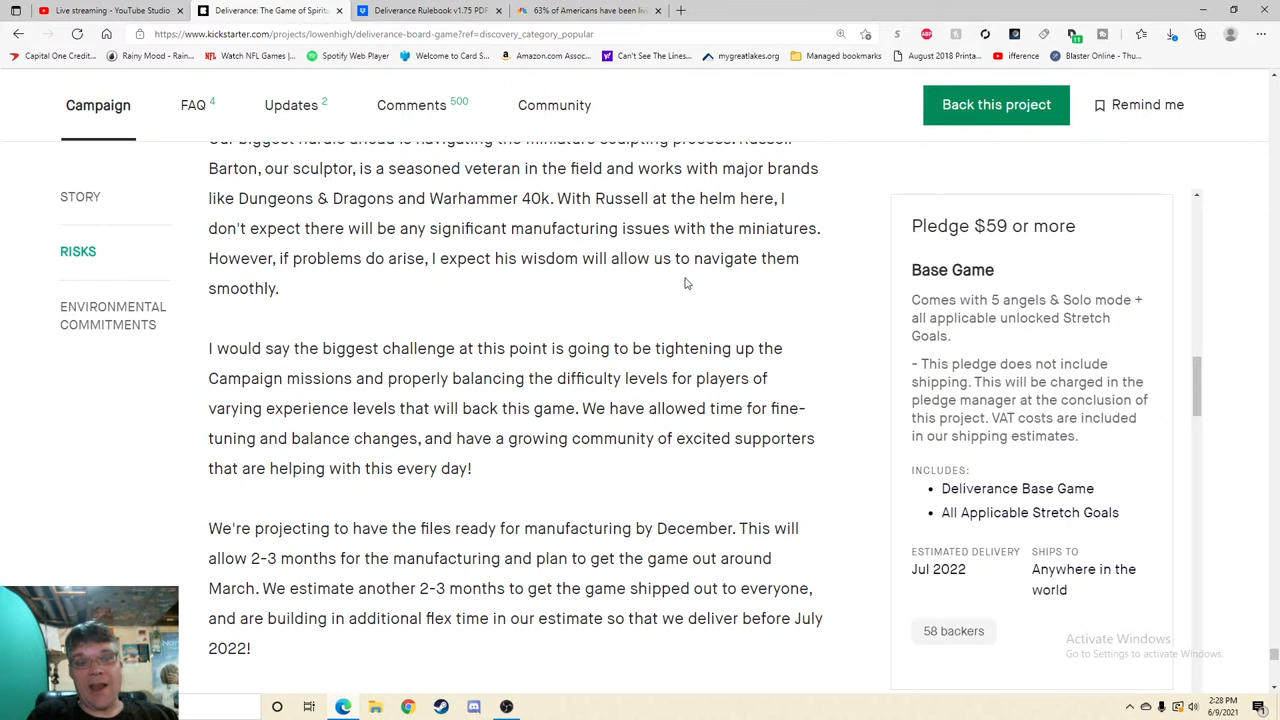 Live streaming - YouTube Studio
Deliverance: The Game of Spiritu
Deliverance Rulebook v1.75 PDF
63% of Americans have been livi
https://www.kickstarter.com/projects/lowenhigh/deliverance-board-game?ref=discovery_category_popular
Capital One Credit...
Rainy Mood - Rain...
Watch NFL Games |...
Spotify Web Player
Welcome to Card S...
Amazon.com Assoc...
Can't See The Lines...
mygreatlakes.org
Managed bookmarks
August 2018 Printa...
ifference
Blaster Online - Thu...
Campaign
FAQ 4
Updates 2
Comments 500
Community
Back this project
Remind me
STORY
RISKS
ENVIRONMENTAL
COMMITMENTS
Our biggest hurdle ahead is navigating the miniature sculpting process. Russell
Barton, our sculptor, is a seasoned veteran in the field and works with major brands
like Dungeons & Dragons and Warhammer 40k. With Russell at the helm here, I
don't expect there will be any significant manufacturing issues with the miniatures.
However, if problems do arise, I expect his wisdom will allow us to navigate them
smoothly.
I would say the biggest challenge at this point is going to be tightening up the
Campaign missions and properly balancing the difficulty levels for players of
varying experience levels that will back this game. We have allowed time for fine-
tuning and balance changes, and have a growing community of excited supporters
that are helping with this every day!
We're projecting to have the files ready for manufacturing by December. This will
allow 2-3 months for the manufacturing and plan to get the game out around
March. We estimate another 2-3 months to get the game shipped out to everyone,
and are building in additional flex time in our estimate so that we deliver before July
2022!
Pledge $59 or more
Base Game
Comes with 5 angels & Solo mode +
all applicable unlocked Stretch
Goals.
- This pledge does not include
shipping. This will be charged in the
pledge manager at the conclusion of
this project. VAT costs are included
in our shipping estimates.
INCLUDES:
• Deliverance Base Game
• All Applicable Stretch Goals
ESTIMATED DELIVERY
Jul 2022
SHIPS TO
Anywhere in the
world
58 backers
Activate Windows
Go to Settings to activate Windows.
2:28 PM
6/9/2021